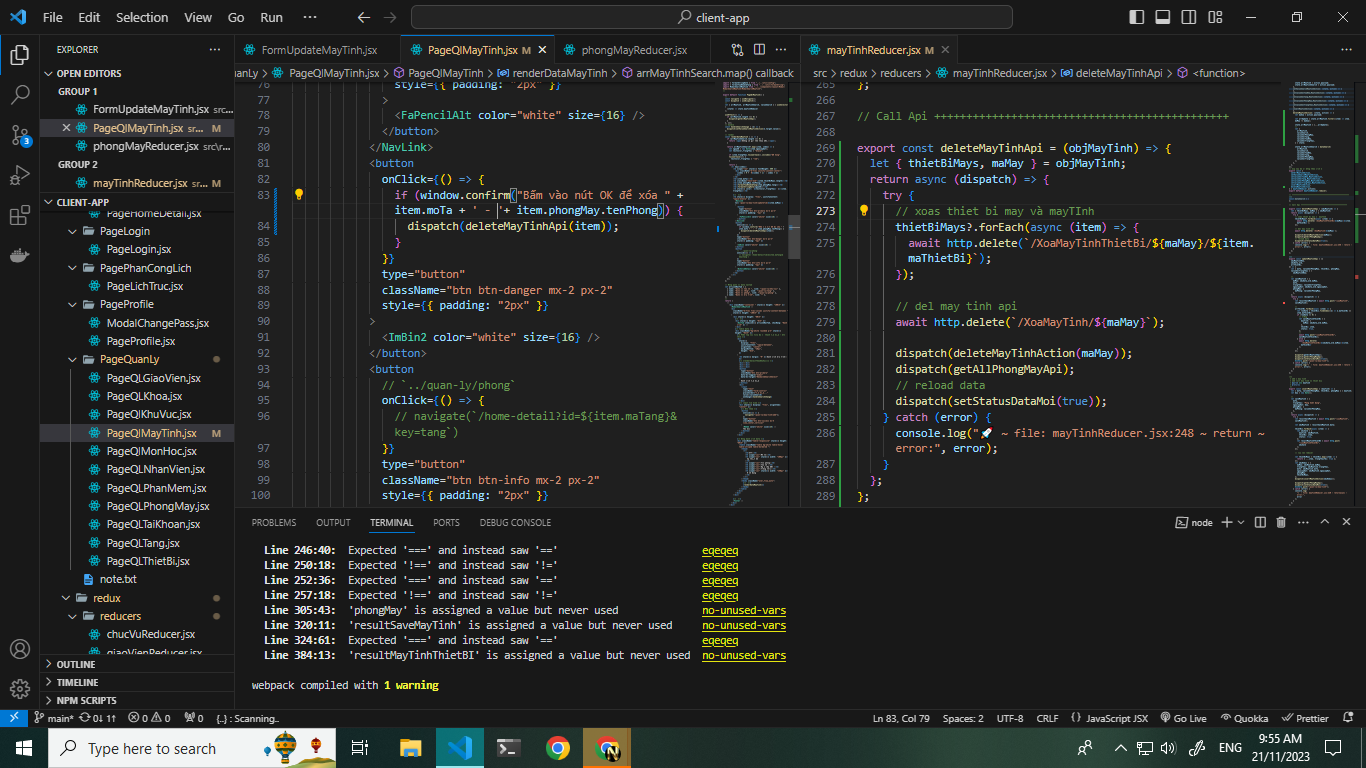 File Edit Selection View Go Run ··· client-app
EXPLORER ···
OPEN EDITORS
GROUP 1
FormUpdateMayTinh.jsx src...
PageQlMayTinh.jsx sr... M
phongMayReducer.jsx src\r...
GROUP 2
mayTinhReducer.jsx src... M
CLIENT-APP
PageHomeDetail.jsx
PageLogin
PageLogin.jsx
PagePhanCongLich
PageLichTruc.jsx
PageProfile
ModalChangePass.jsx
PageProfile.jsx
PageQuanLy
PageQLGiaoVien.jsx
PageQLKhoa.jsx
PageQlKhuVuc.jsx
PageQlMayTinh.jsx M
PageQlMonHoc.jsx
PageQLNhanVien.jsx
PageQLPhanMem.jsx
PageQLPhongMay.jsx
PageQLTaiKhoan.jsx
PageQLTang.jsx
PageQLThietBi.jsx
note.txt
redux
reducers
chucVuReducer.jsx
giaoVienReducer.jsx
OUTLINE
TIMELINE
NPM SCRIPTS
FormUpdateMayTinh.jsx PageQlMayTinh.jsx M phongMayReducer.jsx
uanLy > PageQlMayTinh.jsx > PageQlMayTinh > renderDataMayTinh > arrMayTinhSearch.map() callback
76 style={{ padding: "2px" }}
77 >
78 <FaPencilAlt color="white" size={16} />
79 </button>
80 </NavLink>
81 <button
82 onClick={() => {
83 if (window.confirm("Bấm vào nút OK để xóa " +
item.moTa + ' - '+ item.phongMay.tenPhong)) {
84 dispatch(deleteMayTinhApi(item));
85 }
86 }}
87 type="button"
88 className="btn btn-danger mx-2 px-2"
89 style={{ padding: "2px" }}
90 >
91 <ImBin2 color="white" size={16} />
92 </button>
93 <button
94 // `../quan-ly/phong`
95 onClick={() => {
96 // navigate(`/home-detail?id=${item.maTang}&
key=tang`)
97 }}
98 type="button"
99 className="btn btn-info mx-2 px-2"
100 style={{ padding: "2px" }}
mayTinhReducer.jsx M
src > redux > reducers > mayTinhReducer.jsx > deleteMayTinhApi > <function>
265 };
266
267 // Call Api ++++++++++++++++++++++++++++++++++++++++++++++
268
269 export const deleteMayTinhApi = (objMayTinh) => {
270 let { thietBiMays, maMay } = objMayTinh;
271 return async (dispatch) => {
272 try {
273 // xoas thiet bi may và mayTInh
274 thietBiMays?.forEach(async (item) => {
275 await http.delete(`/XoaMayTinhThietBi/${maMay}/${item.
maThietBi}`);
276 });
277
278 // del may tinh api
279 await http.delete(`/XoaMayTinh/${maMay}`);
280
281 dispatch(deleteMayTinhAction(maMay));
282 dispatch(getAllPhongMayApi);
283 // reload data
284 dispatch(setStatusDataMoi(true));
285 } catch (error) {
286 console.log("🚀 ~ file: mayTinhReducer.jsx:248 ~ return ~
error:", error);
287 }
288 };
289 };
PROBLEMS OUTPUT TERMINAL PORTS DEBUG CONSOLE node
Line 246:40: Expected '===' and instead saw '==' eqeqeq
Line 250:18: Expected '!==' and instead saw '!=' eqeqeq
Line 252:36: Expected '===' and instead saw '==' eqeqeq
Line 257:18: Expected '!==' and instead saw '!=' eqeqeq
Line 305:43: 'phongMay' is assigned a value but never used no-unused-vars
Line 320:11: 'resultSaveMayTinh' is assigned a value but never used no-unused-vars
Line 324:61: Expected '===' and instead saw '==' eqeqeq
Line 384:13: 'resultMayTinhThietBI' is assigned a value but never used no-unused-vars
webpack compiled with 1 warning
main* 0↓ 1↑ 0 0 0 {..} : Scanning.. Ln 83, Col 79 Spaces: 2 UTF-8 CRLF {} JavaScript JSX Go Live Quokka Prettier
Type here to search
ENG
9:55 AM
21/11/2023